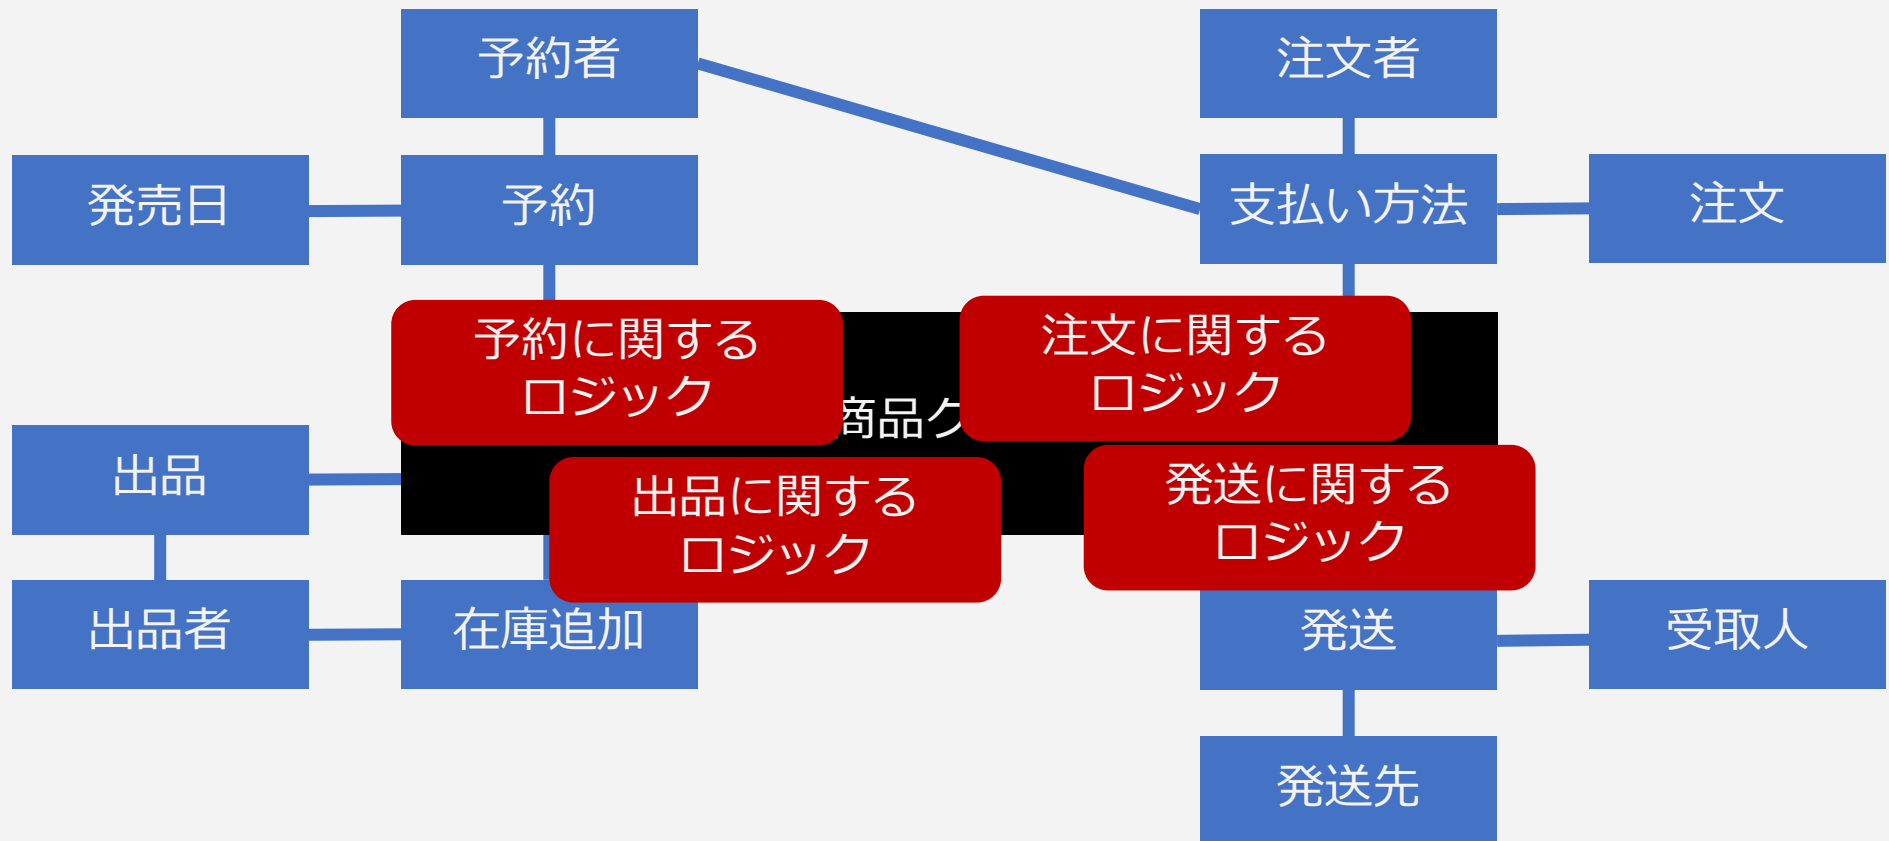 予約者
注文者
発売日
予約
支払い方法
注文
予約に関する
ロジック
注文に関する
ロジック
商品ク
出品
出品に関する
ロジック
発送に関する
ロジック
出品者
在庫追加
発送
受取人
発送先